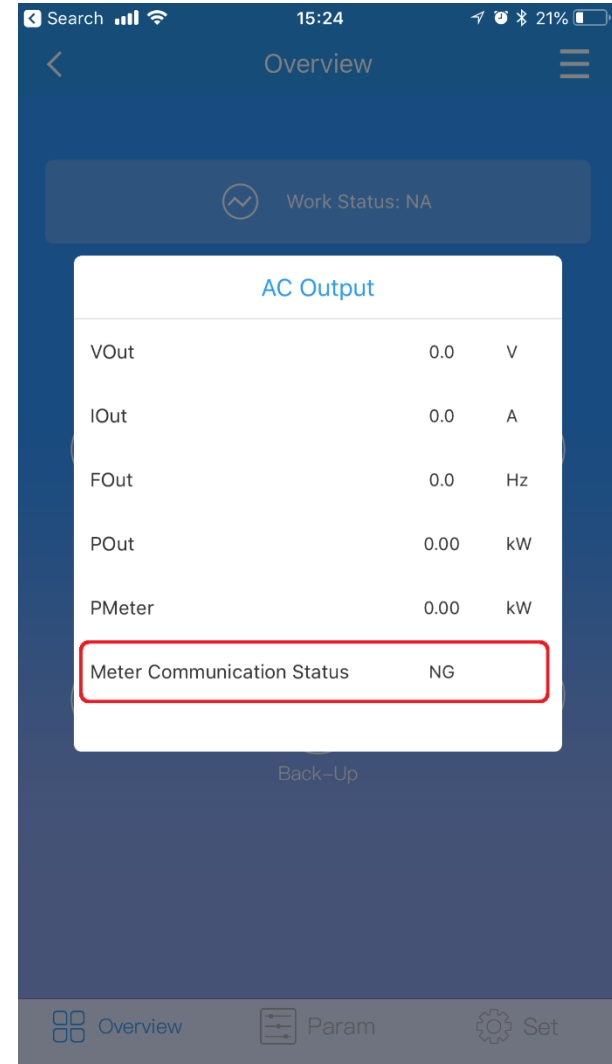 Search 15:24 21%
Overview
Work Status: NA
AC Output
VOut 0.0 V
IOut 0.0 A
FOut 0.0 Hz
POut 0.00 kW
PMeter 0.00 kW
Meter Communication Status NG
Back-Up
Overview Param Set